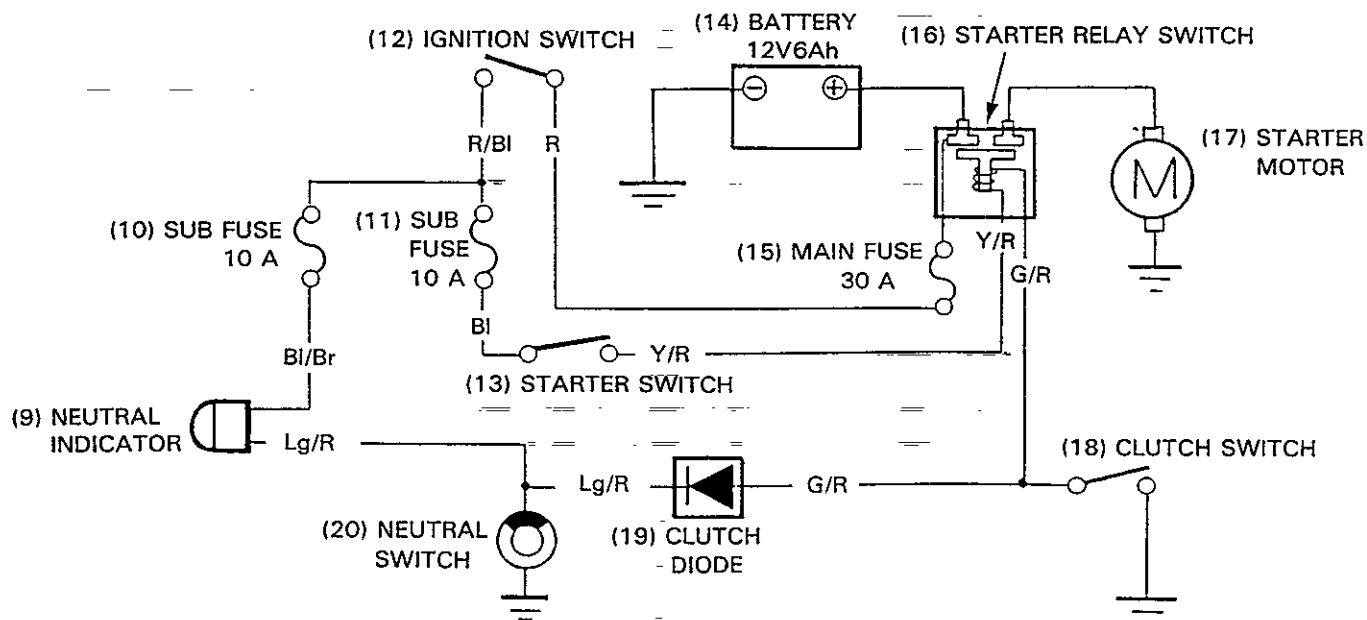 (12) IGNITION SWITCH
(14) BATTERY
12V6Ah
(16) STARTER RELAY SWITCH
R/Bl
R
(17) STARTER
MOTOR
M
(10) SUB FUSE
10 A
(11) SUB
FUSE
10 A
(15) MAIN FUSE
30 A
Y/R
G/R
Bl
Bl/Br
Y/R
(13) STARTER SWITCH
(9) NEUTRAL
INDICATOR
Lg/R
(18) CLUTCH SWITCH
Lg/R
G/R
(20) NEUTRAL
SWITCH
(19) CLUTCH
DIODE